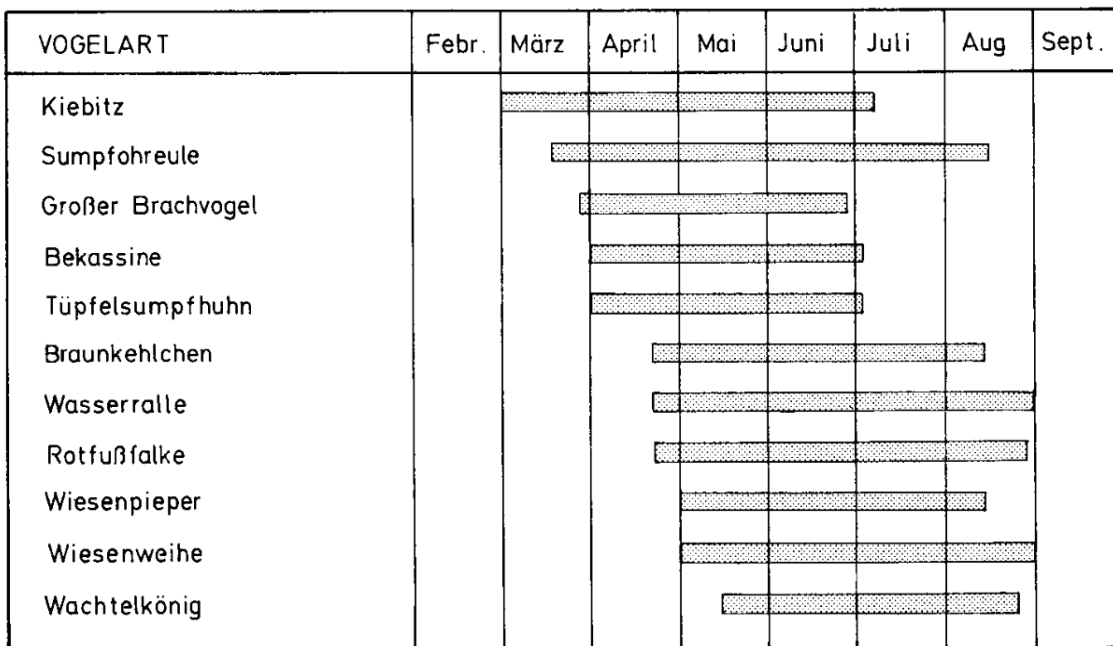 VOGELART Febr. März April Mai Juni Juli Aug Sept.
Kiebitz
Sumpfohreule
Großer Brachvogel
Bekassine
Tüpfelsumpfhuhn
Braunkehlchen
Wasserralle
Rotfußfalke
Wiesenpieper
Wiesenweihe
Wachtelkönig